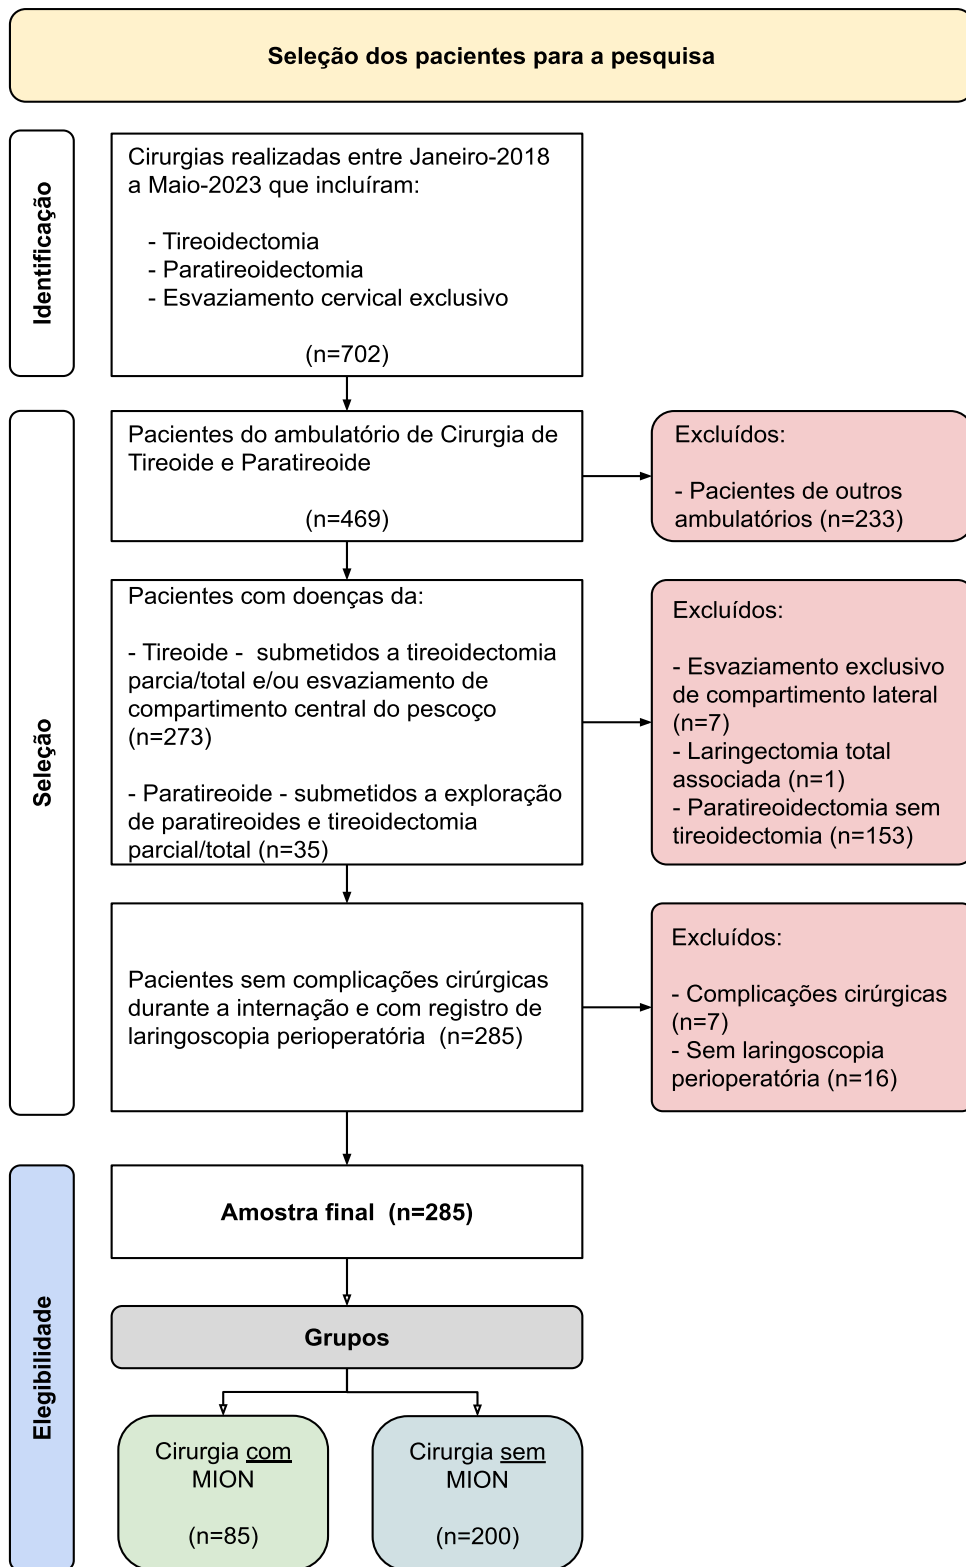 Seleção dos pacientes para a pesquisa
Identificação
Cirurgias realizadas entre Janeiro-2018
a Maio-2023 que incluíram:
- Tireoidectomia
- Paratireoidectomia
- Esvaziamento cervical exclusivo
(n=702)
Seleção
Pacientes do ambulatório de Cirurgia de
Tireoide e Paratireoide
(n=469)
Excluídos:
- Pacientes de outros
ambulatórios (n=233)
Pacientes com doenças da:
- Tireoide - submetidos a tireoidectomia
parcia/total e/ou esvaziamento de
compartimento central do pescoço
(n=273)
- Paratireoide - submetidos a exploração
de paratireoides e tireoidectomia
parcial/total (n=35)
Excluídos:
- Esvaziamento exclusivo
de compartimento lateral
(n=7)
- Laringectomia total
associada (n=1)
- Paratireoidectomia sem
tireoidectomia (n=153)
Pacientes sem complicações cirúrgicas
durante a internação e com registro de
laringoscopia perioperatória (n=285)
Excluídos:
- Complicações cirúrgicas
(n=7)
- Sem laringoscopia
perioperatória (n=16)
Elegibilidade
Amostra final (n=285)
Grupos
Cirurgia com
MION
(n=85)
Cirurgia sem
MION
(n=200)